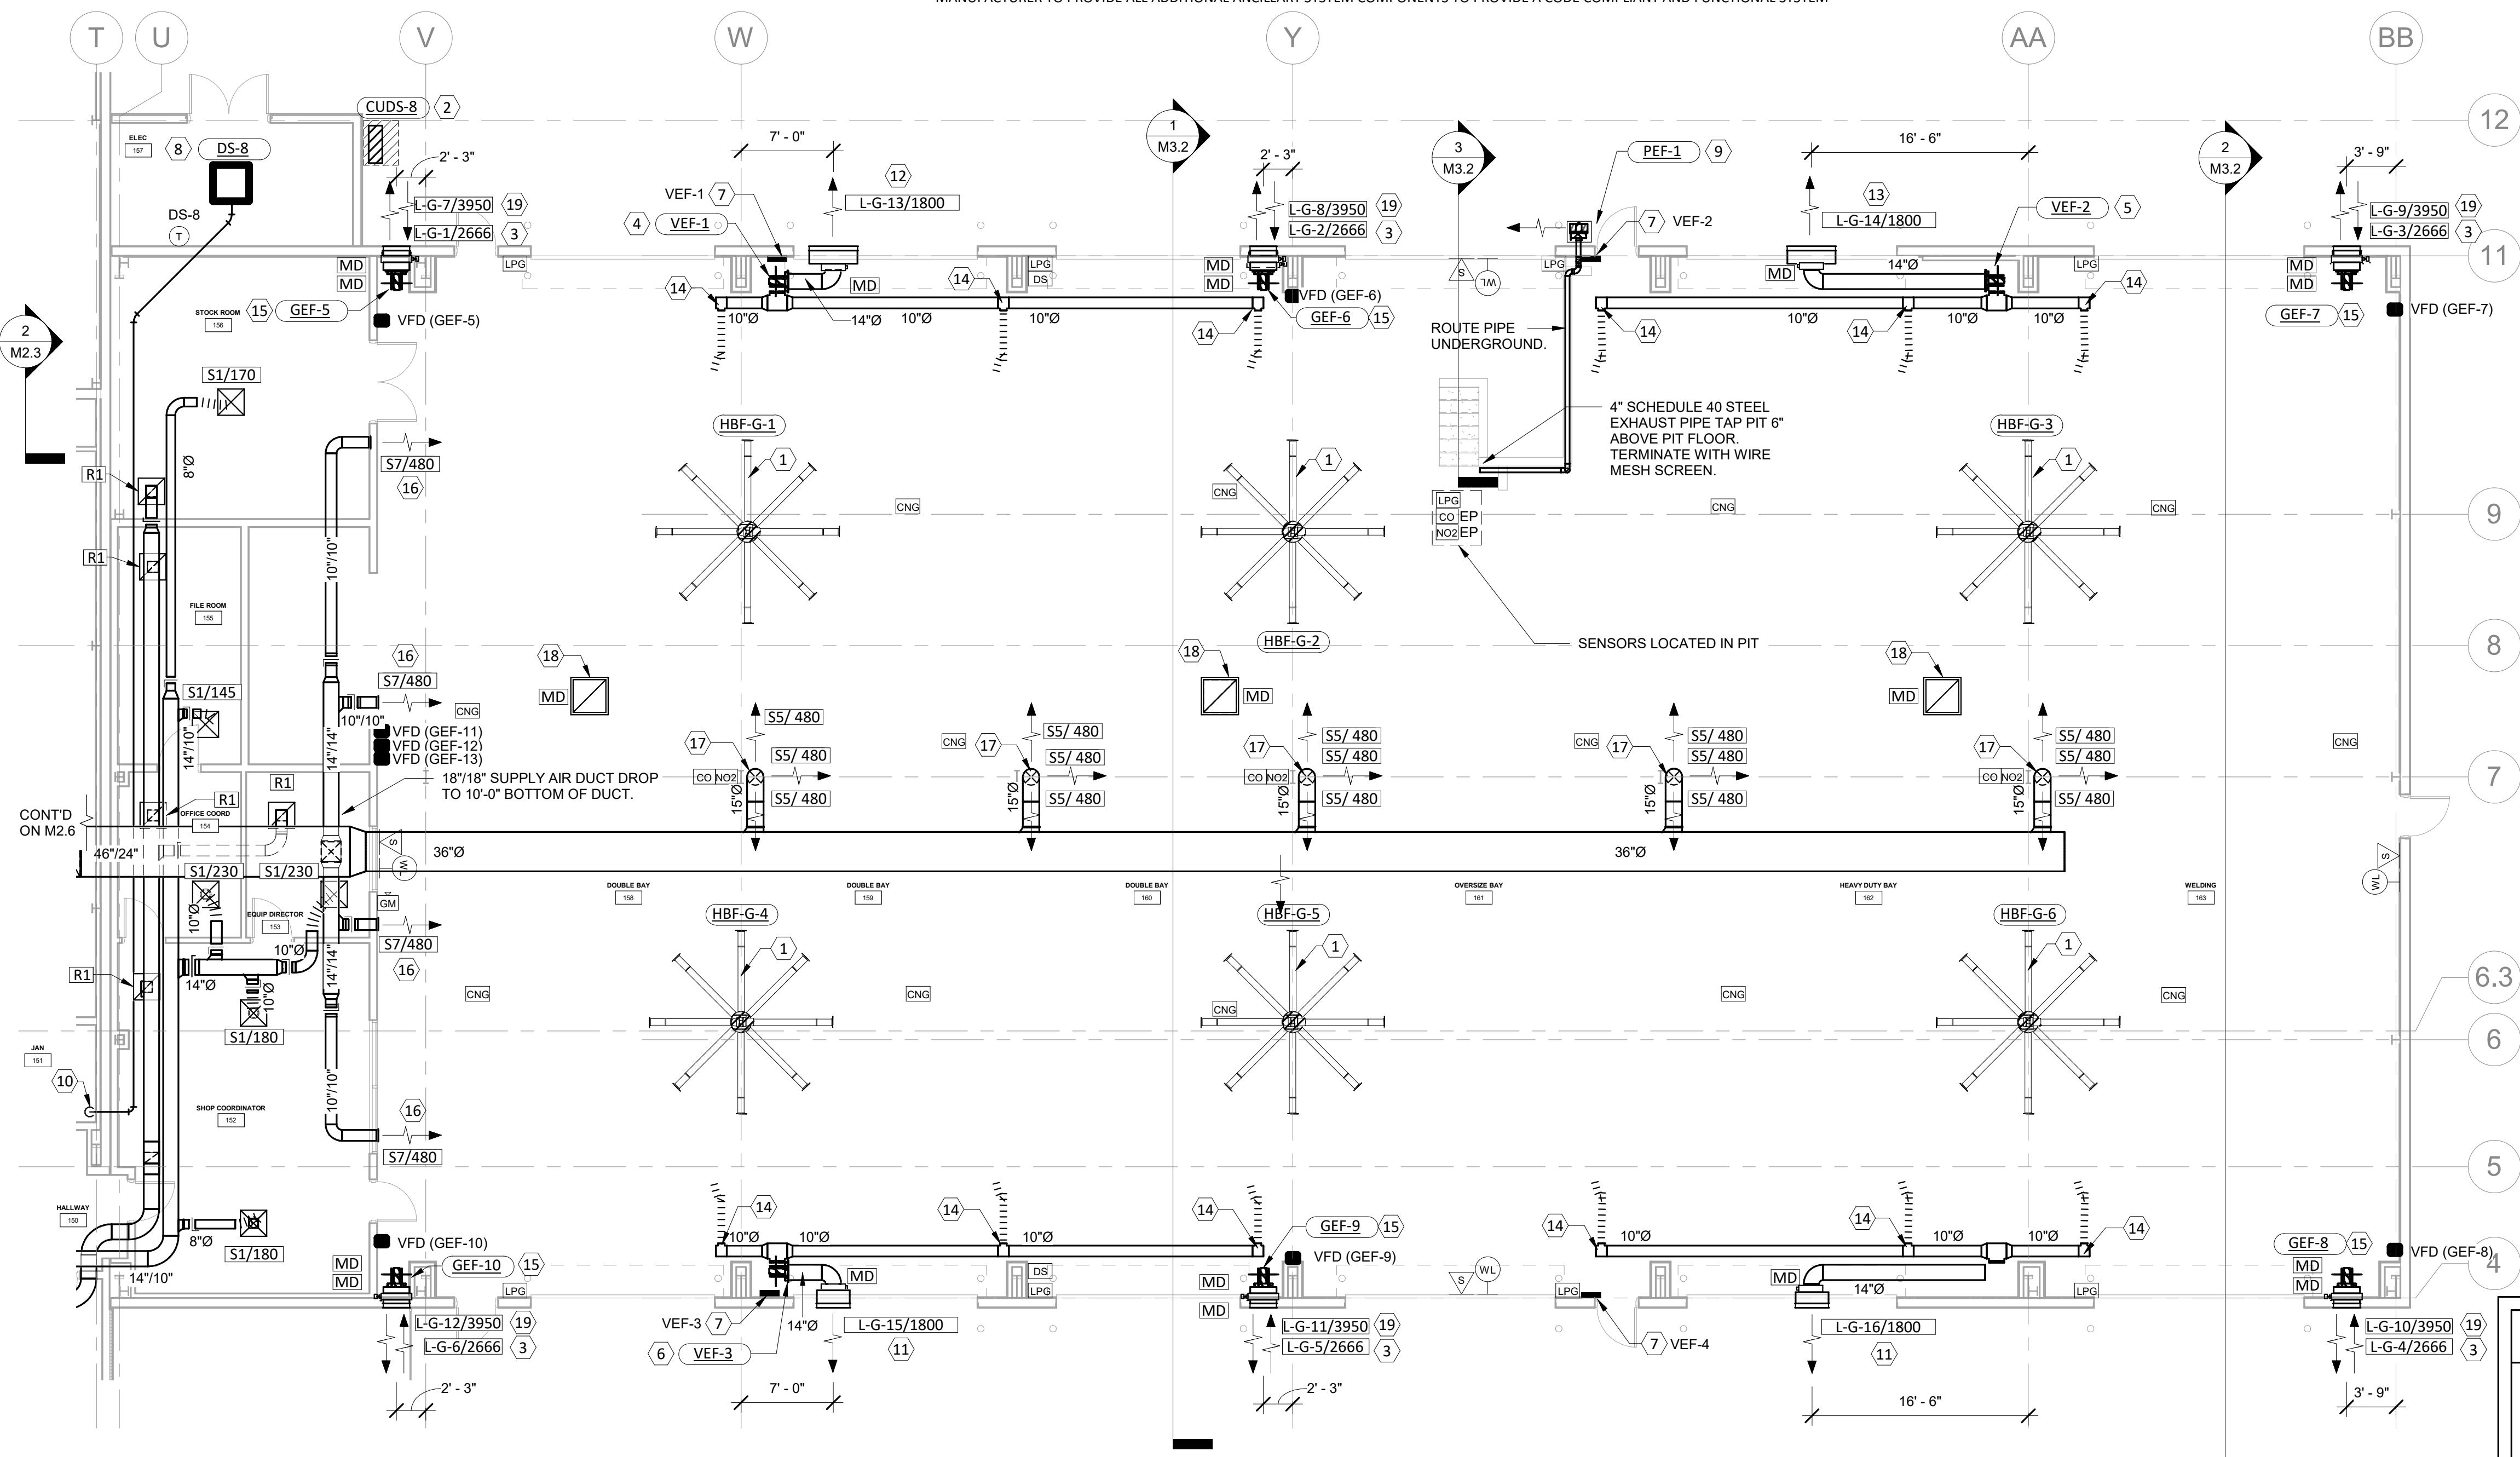 MANUFACTURER TO PROVIDE ALL ADDITIONAL ANCILLARY SYSTEM COMPONENTS TO PROVIDE A CODE COMPLIANT AND FUNCTIONAL SYSTEM
T
U
V
W
Y
AA
BB
12
11
9
8
7
6.3
6
5
4
CUDS-8 2
ELEC
157
8 DS-8
DS-8
T
2' - 3"
L-G-7/3950 19
L-G-1/2666 3
MD
MD
LPG
15 GEF-5
VFD (GEF-5)
STOCK ROOM
156
2
M2.3
7' - 0"
12
L-G-13/1800
VEF-1 7
4 VEF-1
MD
14
10"Ø
14"Ø
10"Ø
14
10"Ø
14
LPG
DS
1
M3.2
2' - 3"
L-G-8/3950 19
L-G-2/2666 3
MD
MD
VFD (GEF-6)
GEF-6 15
3
M3.2
PEF-1 9
7 VEF-2
S
WL
LPG
ROUTE PIPE
UNDERGROUND.
16' - 6"
13
L-G-14/1800
VEF-2 5
MD
14"Ø
LPG
14
14
10"Ø
14
10"Ø
10"Ø
2
M3.2
3' - 9"
L-G-9/3950 19
L-G-3/2666 3
MD
MD
GEF-7 15
VFD (GEF-7)
S1/170
8"Ø
R1
R1
S7/480
16
10"/10"
FILE ROOM
155
HBF-G-1
1
CNG
CNG
1
HBF-G-2
4" SCHEDULE 40 STEEL
EXHAUST PIPE TAP PIT 6"
ABOVE PIT FLOOR.
TERMINATE WITH WIRE
MESH SCREEN.
LPG
CO EP
NO2 EP
SENSORS LOCATED IN PIT
CNG
HBF-G-3
1
CNG
16
S7/480
S1/145
14"/10"
10"/10"
14"/14"
CNG
VFD (GEF-11)
VFD (GEF-12)
VFD (GEF-13)
18"/18" SUPPLY AIR DUCT DROP
TO 10'-0" BOTTOM OF DUCT.
18
MD
18
MD
18
MD
17
S5/ 480
S5/ 480
S5/ 480
CO NO2
15"Ø
CNG
17
S5/ 480
S5/ 480
S5/ 480
15"Ø
17
S5/ 480
S5/ 480
S5/ 480
CO NO2
15"Ø
CNG
17
S5/ 480
S5/ 480
S5/ 480
15"Ø
17
S5/ 480
S5/ 480
S5/ 480
CO NO2
15"Ø
CNG
R1
R1
OFFICE COORD
154
CONT'D
ON M2.6
46"/24"
36"Ø
36"Ø
S
WL
S
WL
S1/230
S1/230
GM
10"Ø
EQUIP DIRECTOR
153
10"Ø
S7/480
16
14"/14"
R1
14"Ø
10"Ø
S1/180
DOUBLE BAY
158
DOUBLE BAY
159
DOUBLE BAY
160
OVERSIZE BAY
161
HEAVY DUTY BAY
162
WELDING
163
HBF-G-4
1
HBF-G-5
1
HBF-G-6
1
CNG
CNG
CNG
CNG
CNG
JAN
151
10
SHOP COORDINATOR
152
10"/10"
16
S7/480
HALLWAY
150
8"Ø
S1/180
14"/10"
VFD (GEF-10)
GEF-10 15
MD
MD
LPG
L-G-12/3950 19
L-G-6/2666 3
2' - 3"
14
10"Ø
10"Ø
14
10"Ø
14
MD
DS
LPG
VEF-3 7
14"Ø
6 VEF-3
L-G-15/1800
11
7' - 0"
GEF-9 15
VFD (GEF-9)
MD
MD
L-G-11/3950 19
L-G-5/2666 3
2' - 3"
S
WL
LPG
14
10"Ø
14
10"Ø
10"Ø
14
MD
14"Ø
LPG
7 VEF-4
L-G-16/1800
11
16' - 6"
GEF-8 15
VFD (GEF-8)
MD
MD
L-G-10/3950 19
L-G-4/2666 3
3' - 9"